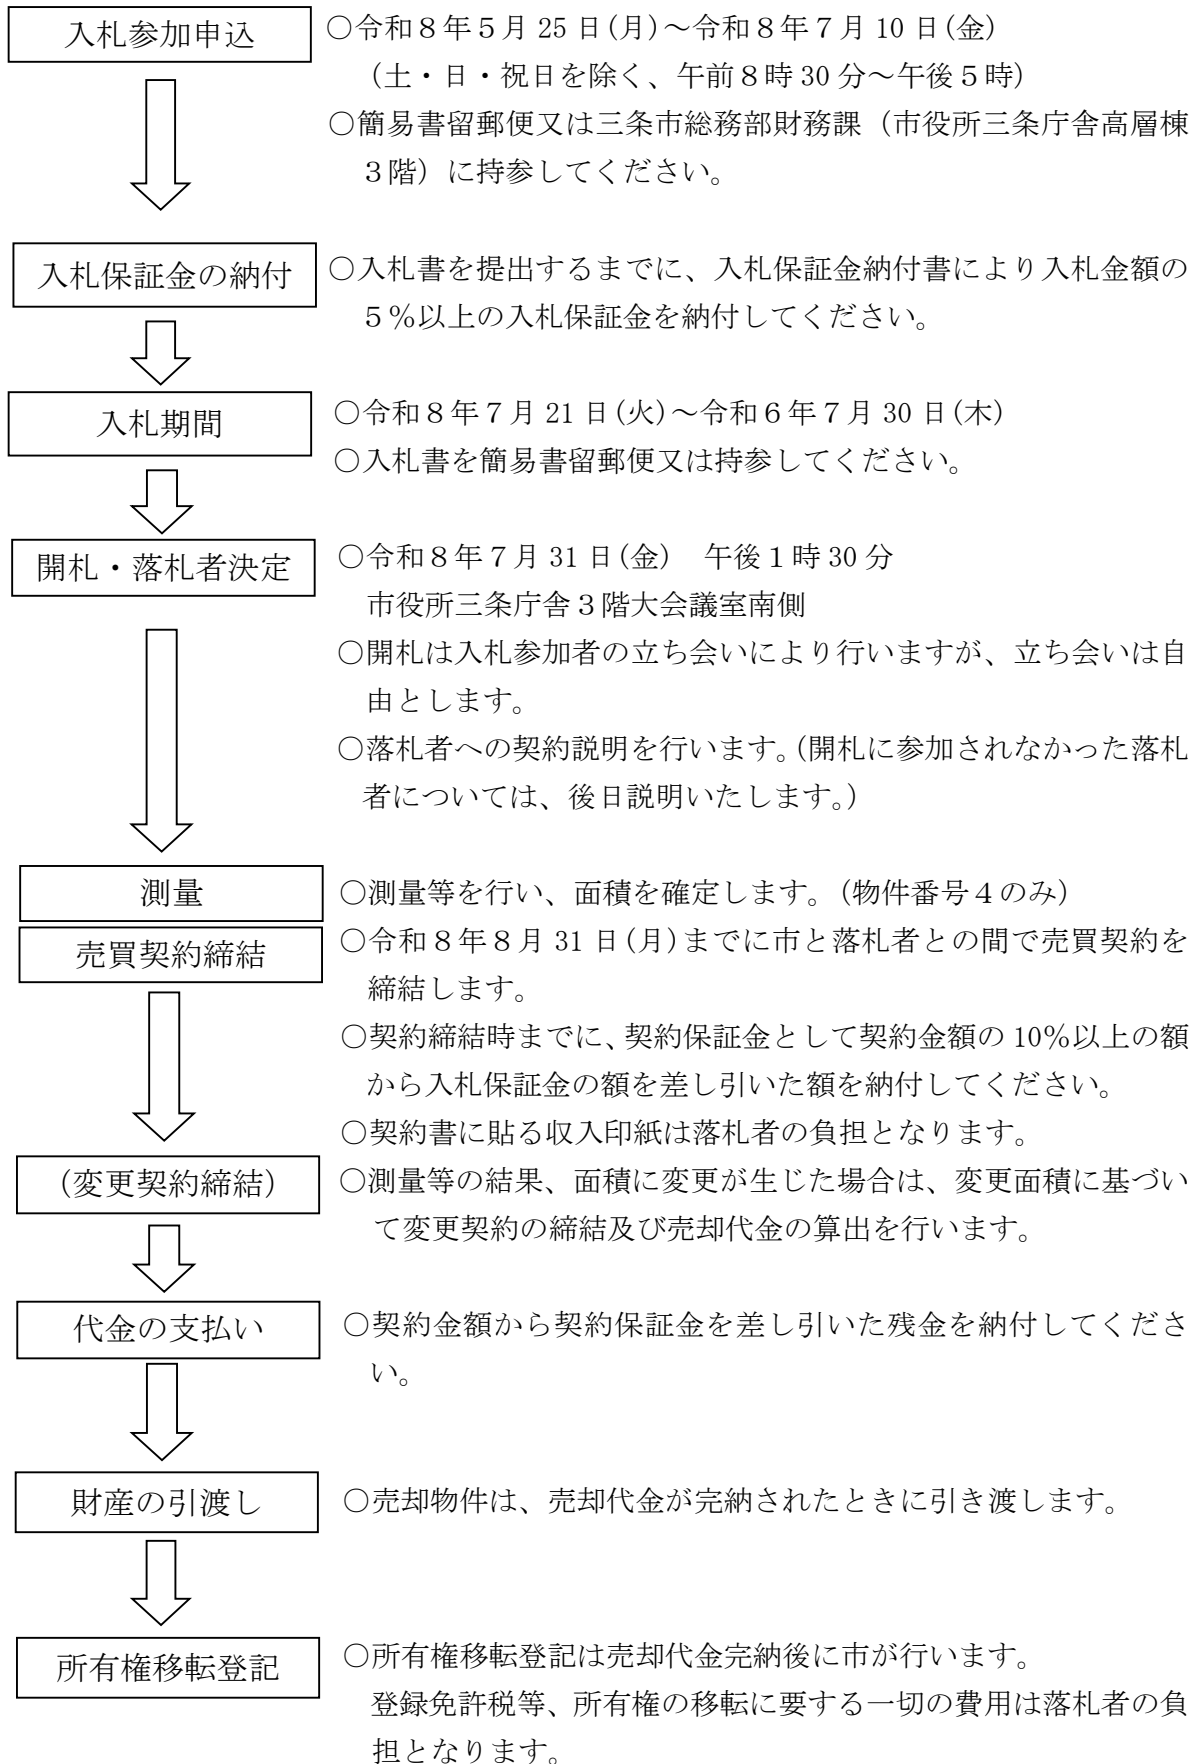 入札参加申込
○令和８年５月 25 日(月)～令和８年７月 10 日(金)
（土・日・祝日を除く、午前８時 30 分～午後５時）
○簡易書留郵便又は三条市総務部財務課（市役所三条庁舎高層棟
３階）に持参してください。
入札保証金の納付
○入札書を提出するまでに、入札保証金納付書により入札金額の
５％以上の入札保証金を納付してください。
入札期間
○令和８年７月 21 日(火)～令和６年７月 30 日(木)
○入札書を簡易書留郵便又は持参してください。
開札・落札者決定
○令和８年７月 31 日(金)　午後１時 30 分
市役所三条庁舎３階大会議室南側
○開札は入札参加者の立ち会いにより行いますが、立ち会いは自
由とします。
○落札者への契約説明を行います。(開札に参加されなかった落札
者については、後日説明いたします。)
測量
○測量等を行い、面積を確定します。（物件番号４のみ）
売買契約締結
○令和８年８月 31 日(月)までに市と落札者との間で売買契約を
締結します。
○契約締結時までに、契約保証金として契約金額の 10％以上の額
から入札保証金の額を差し引いた額を納付してください。
○契約書に貼る収入印紙は落札者の負担となります。
（変更契約締結）
○測量等の結果、面積に変更が生じた場合は、変更面積に基づい
て変更契約の締結及び売却代金の算出を行います。
代金の支払い
○契約金額から契約保証金を差し引いた残金を納付してくださ
い。
財産の引渡し
○売却物件は、売却代金が完納されたときに引き渡します。
所有権移転登記
○所有権移転登記は売却代金完納後に市が行います。
登録免許税等、所有権の移転に要する一切の費用は落札者の負
担となります。